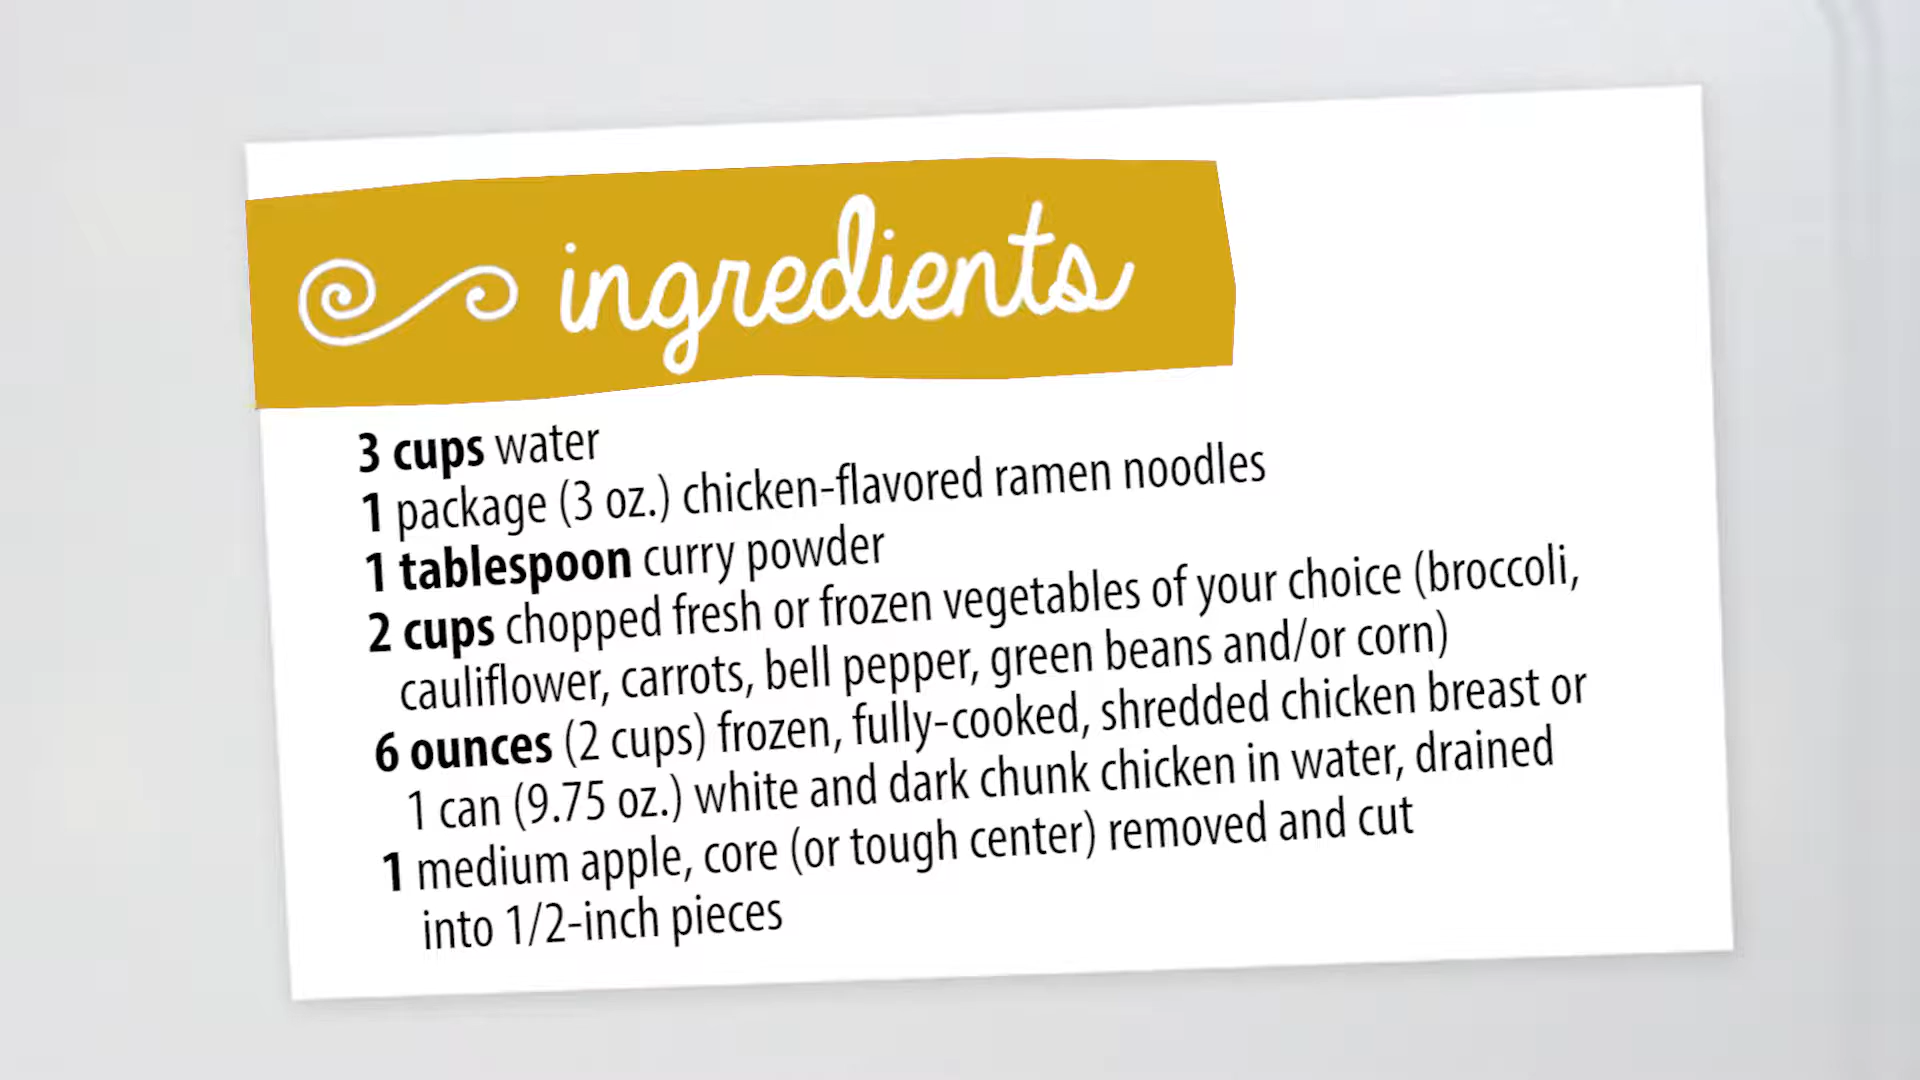 ingredients
3 cups water
1 package (3 oz.) chicken-flavored ramen noodles
1 tablespoon curry powder
2 cups chopped fresh or frozen vegetables of your choice (broccoli,
cauliflower, carrots, bell pepper, green beans and/or corn)
6 ounces (2 cups) frozen, fully-cooked, shredded chicken breast or
1 can (9.75 oz.) white and dark chunk chicken in water, drained
1 medium apple, core (or tough center) removed and cut
into 1/2-inch pieces